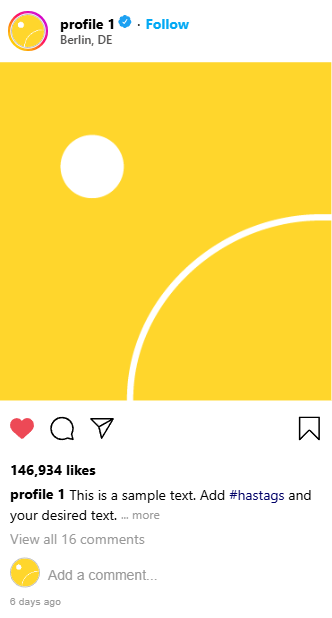 profile 1 · Follow
Berlin, DE
146,934 likes
profile 1 This is a sample text. Add #hastags and
your desired text. ... more
View all 16 comments
Add a comment...
6 days ago